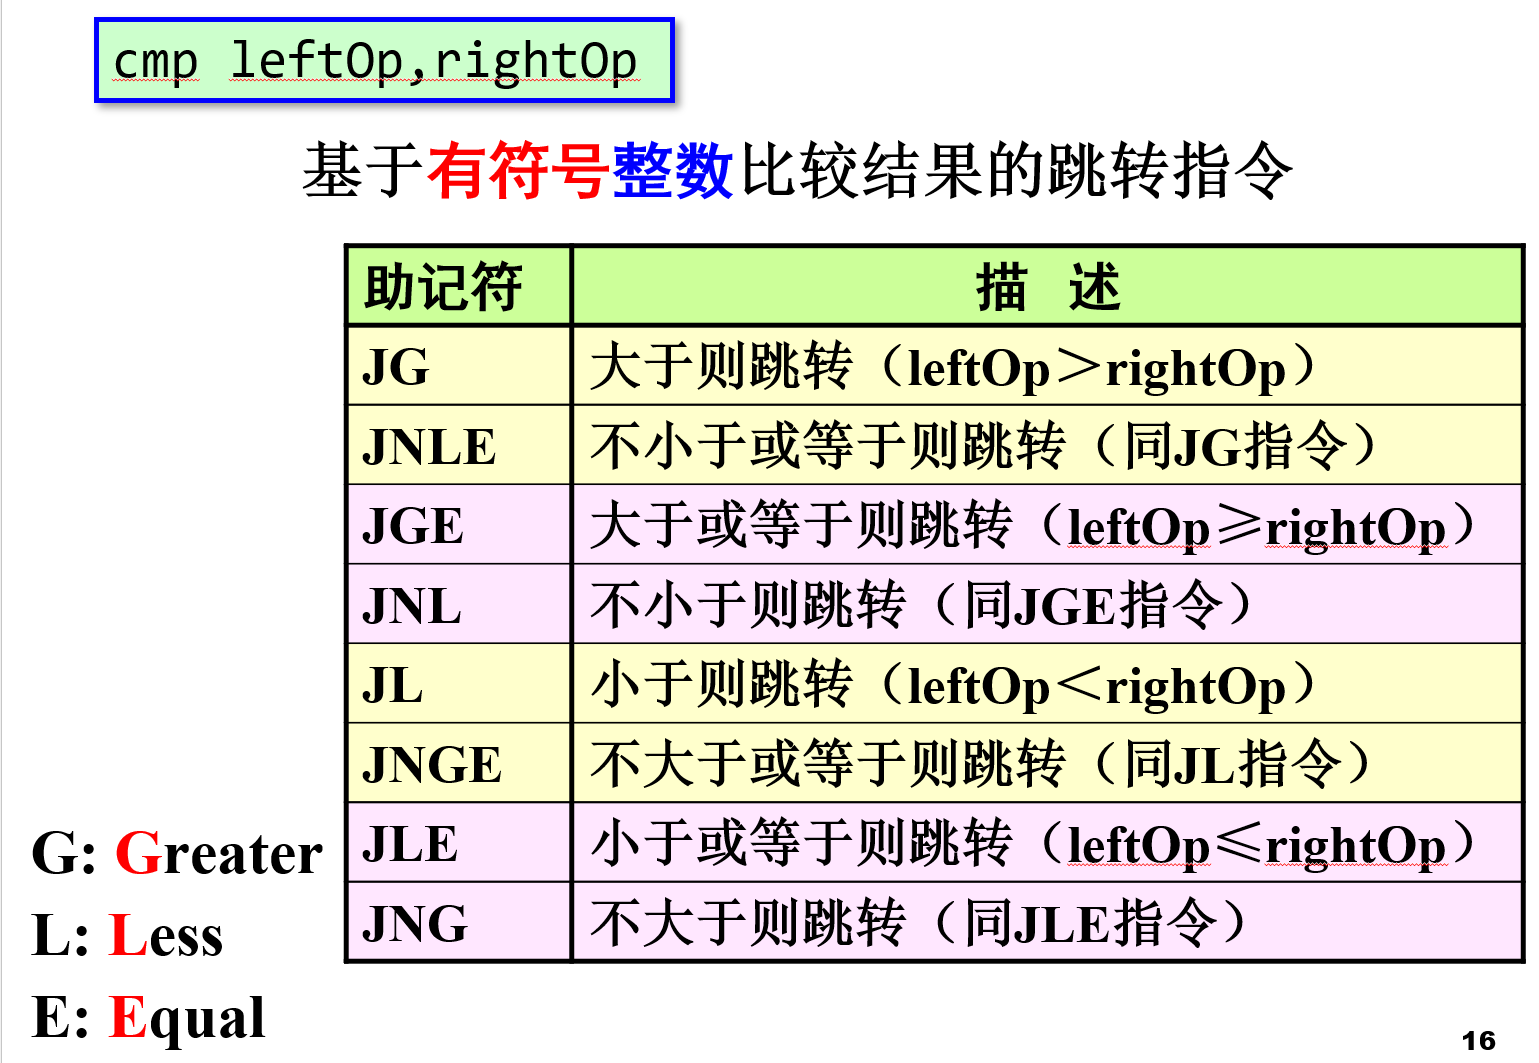 cmp leftOp,rightOp
基于有符号整数比较结果的跳转指令
助记符 描 述
JG 大于则跳转（leftOp＞rightOp）
JNLE 不小于或等于则跳转（同JG指令）
JGE 大于或等于则跳转（leftOp≥rightOp）
JNL 不小于则跳转（同JGE指令）
JL 小于则跳转（leftOp＜rightOp）
JNGE 不大于或等于则跳转（同JL指令）
JLE 小于或等于则跳转（leftOp≤rightOp）
JNG 不大于则跳转（同JLE指令）
G: Greater
L: Less
E: Equal
16